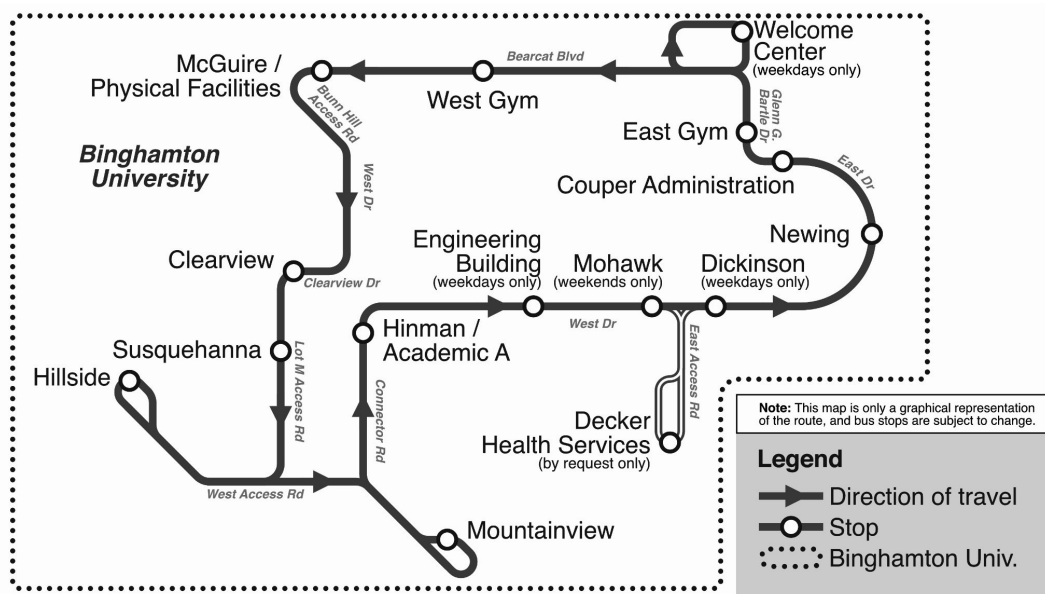 Welcome
Center
(weekdays only)
Bearcat Blvd
McGuire /
Physical Facilities
West Gym
Bunn Hill
Access Rd
Glenn G.
Bartle Dr
East Gym
Binghamton
University
West Dr
Couper Administration
East Dr
Newing
Clearview
Clearview Dr
Engineering
Building
(weekdays only)
Mohawk
(weekends only)
Dickinson
(weekdays only)
West Dr
Hinman /
Academic A
Susquehanna
Lot M Access Rd
East Access Rd
Hillside
Connector Rd
Decker
Health Services
(by request only)
West Access Rd
Mountainview
Note: This map is only a graphical representation
of the route, and bus stops are subject to change.
Legend
Direction of travel
Stop
Binghamton Univ.